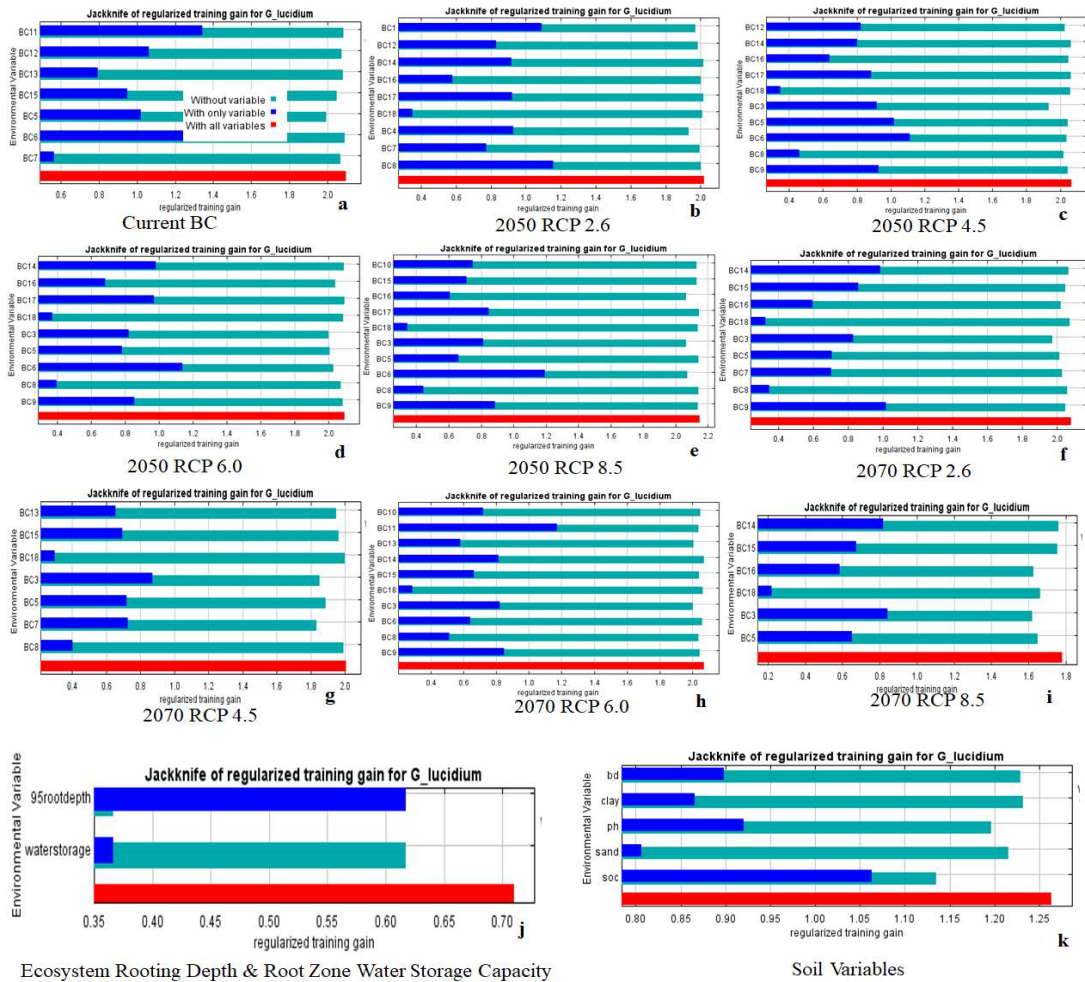 Jackknife of regularized training gain for G_lucidium
Environmental Variable
BC11
BC12
BC13
BC15
BC5
BC6
BC7
Without variable
With only variable
With all variables
0.6 0.8 1.0 1.2 1.4 1.6 1.8 2.0
regularized training gain
a
Current BC
Jackknife of regularized training gain for G_lucidium
Environmental Variable
BC1
BC12
BC14
BC16
BC17
BC18
BC4
BC7
BC8
0.4 0.6 0.8 1.0 1.2 1.4 1.6 1.8 2.0
regularized training gain
b
2050 RCP 2.6
Jackknife of regularized training gain for G_lucidium
Environmental Variable
BC12
BC14
BC16
BC17
BC18
BC3
BC5
BC6
BC8
BC9
0.4 0.6 0.8 1.0 1.2 1.4 1.6 1.8 2.0
regularized training gain
c
2050 RCP 4.5
Jackknife of regularized training gain for G_lucidium
Environmental Variable
BC14
BC16
BC17
BC18
BC3
BC5
BC6
BC8
BC9
0.4 0.6 0.8 1.0 1.2 1.4 1.6 1.8 2.0
regularized training gain
d
2050 RCP 6.0
Jackknife of regularized training gain for G_lucidium
Environmental Variable
BC10
BC15
BC16
BC17
BC18
BC3
BC5
BC6
BC8
BC9
0.4 0.6 0.8 1.0 1.2 1.4 1.6 1.8 2.0 2.2
regularized training gain
e
2050 RCP 8.5
Jackknife of regularized training gain for G_lucidium
Environmental Variable
BC14
BC15
BC16
BC18
BC3
BC5
BC7
BC8
BC9
0.4 0.6 0.8 1.0 1.2 1.4 1.6 1.8 2.0
regularized training gain
f
2070 RCP 2.6
Jackknife of regularized training gain for G_lucidium
Environmental Variable
BC13
BC15
BC18
BC3
BC5
BC7
BC8
0.4 0.6 0.8 1.0 1.2 1.4 1.6 1.8 2.0
regularized training gain
g
2070 RCP 4.5
Jackknife of regularized training gain for G_lucidium
Environmental Variable
BC10
BC11
BC13
BC14
BC15
BC18
BC3
BC6
BC8
BC9
0.4 0.6 0.8 1.0 1.2 1.4 1.6 1.8 2.0
regularized training gain
h
2070 RCP 6.0
Jackknife of regularized training gain for G_lucidium
Environmental Variable
BC14
BC15
BC16
BC18
BC3
BC5
0.2 0.4 0.6 0.8 1.0 1.2 1.4 1.6 1.8
regularized training gain
i
2070 RCP 8.5
Jackknife of regularized training gain for G_lucidium
Environmental Variable
95rootdepth
waterstorage
0.35 0.40 0.45 0.50 0.55 0.60 0.65 0.70
regularized training gain
j
Ecosystem Rooting Depth & Root Zone Water Storage Capacity
Jackknife of regularized training gain for G_lucidium
Environmental Variable
bd
clay
ph
sand
soc
0.80 0.85 0.90 0.95 1.00 1.05 1.10 1.15 1.20 1.25
regularized training gain
k
Soil Variables